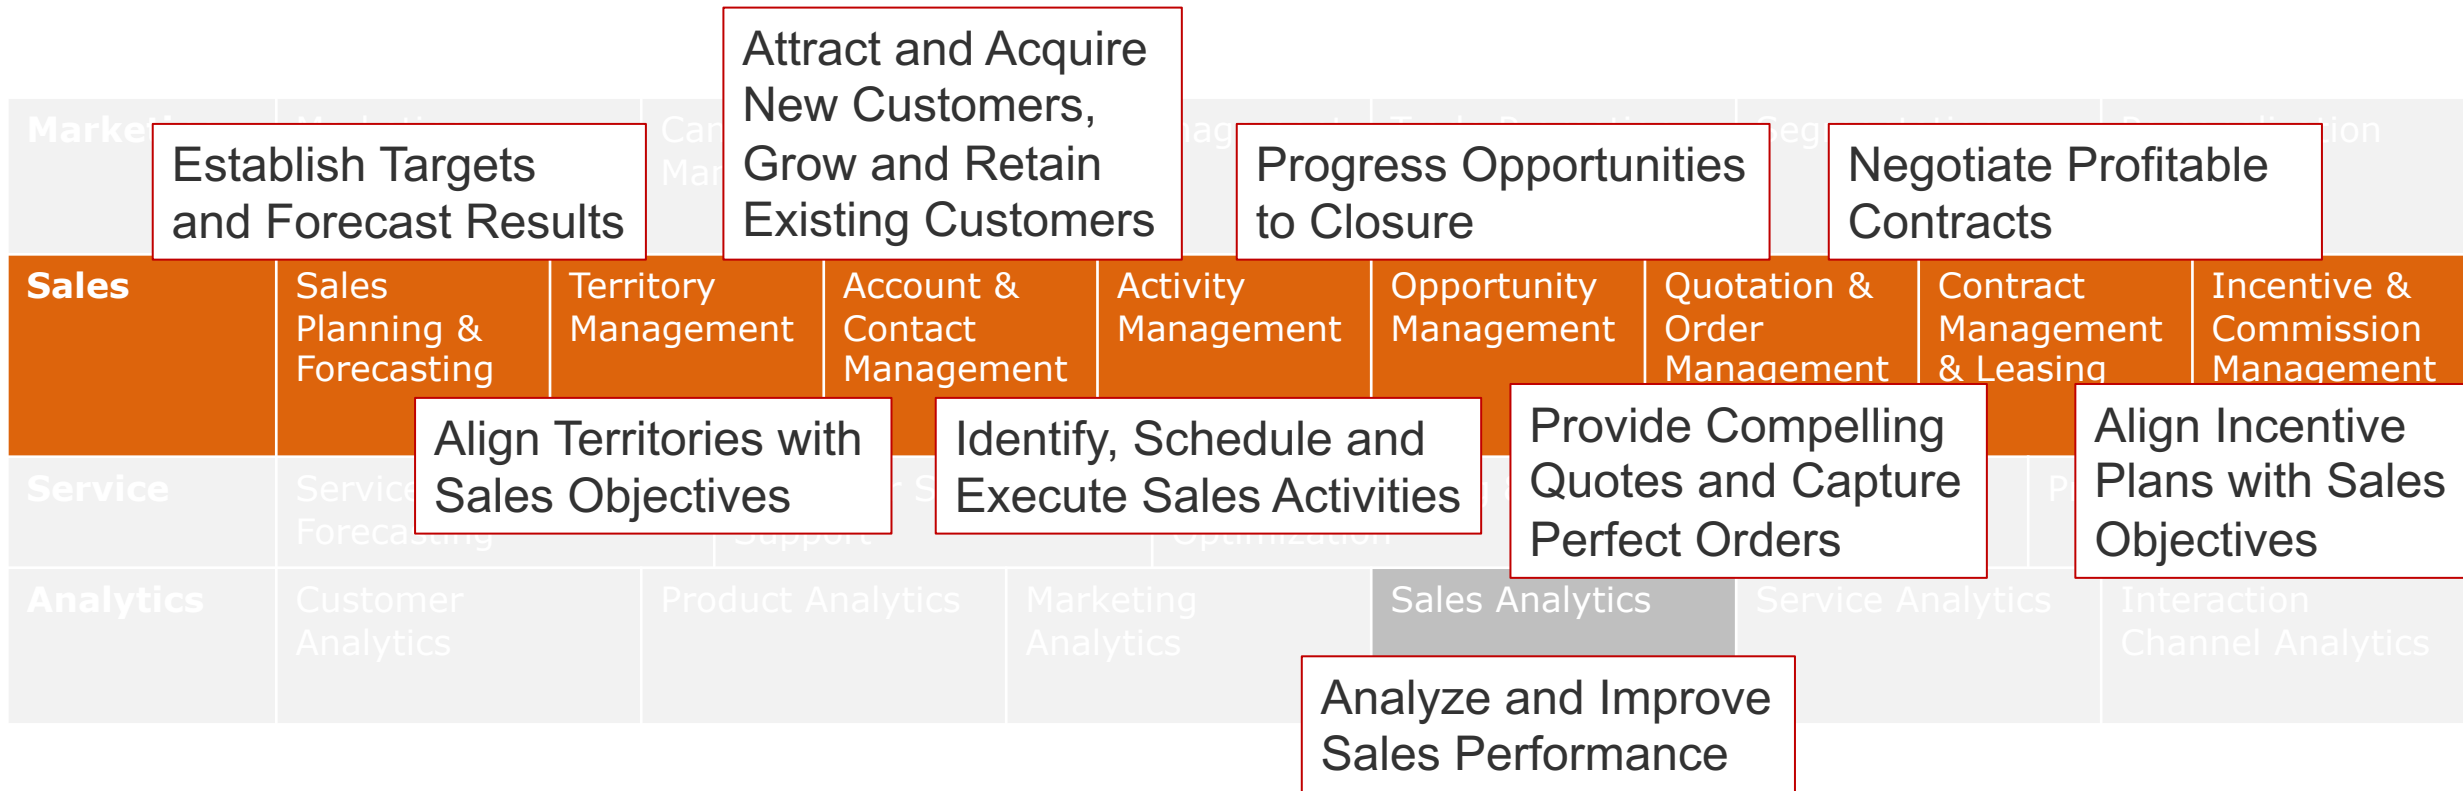 Attract and Acquire
New Customers,
Grow and Retain
Existing Customers
Establish Targets
and Forecast Results
Progress Opportunities
to Closure
Negotiate Profitable
Contracts
Sales
Sales
Planning &
Forecasting
Territory
Management
Account &
Contact
Management
Activity
Management
Opportunity
Management
Quotation &
Order
Management
Contract
Management
& Leasing
Incentive &
Commission
Management
Align Territories with
Sales Objectives
Identify, Schedule and
Execute Sales Activities
Provide Compelling
Quotes and Capture
Perfect Orders
Align Incentive
Plans with Sales
Objectives
Service
Service
Forecasting
Support
Optimization
Analytics
Customer
Analytics
Product Analytics
Marketing
Analytics
Sales Analytics
Service Analytics
Interaction
Channel Analytics
Analyze and Improve
Sales Performance